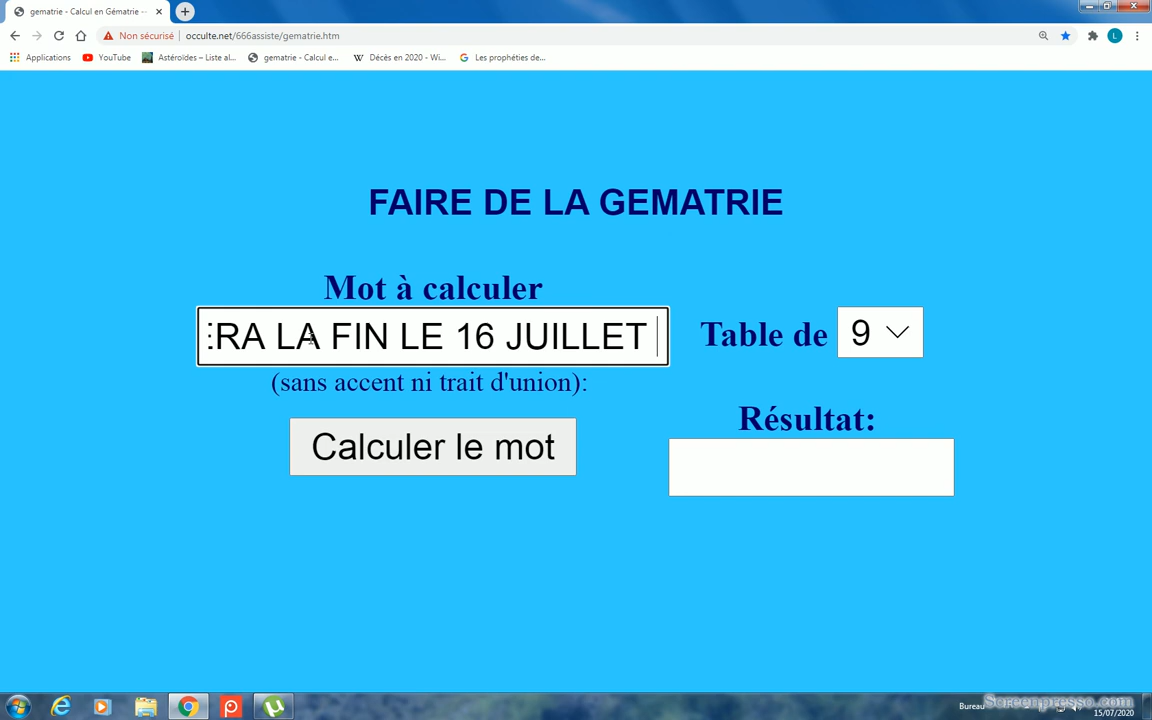 gematrie - Calcul en Gématrie -
Non sécurisé occulte.net/666assiste/gematrie.htm
Applications YouTube Astéroïdes – Liste al... gematrie - Calcul e... Décès en 2020 - Wi... Les prophéties de...
FAIRE DE LA GEMATRIE
Mot à calculer
RA LA FIN LE 16 JUILLET
Table de 9
(sans accent ni trait d'union):
Résultat:
Calculer le mot
Bureau
Screenpresso.com
15/07/2020